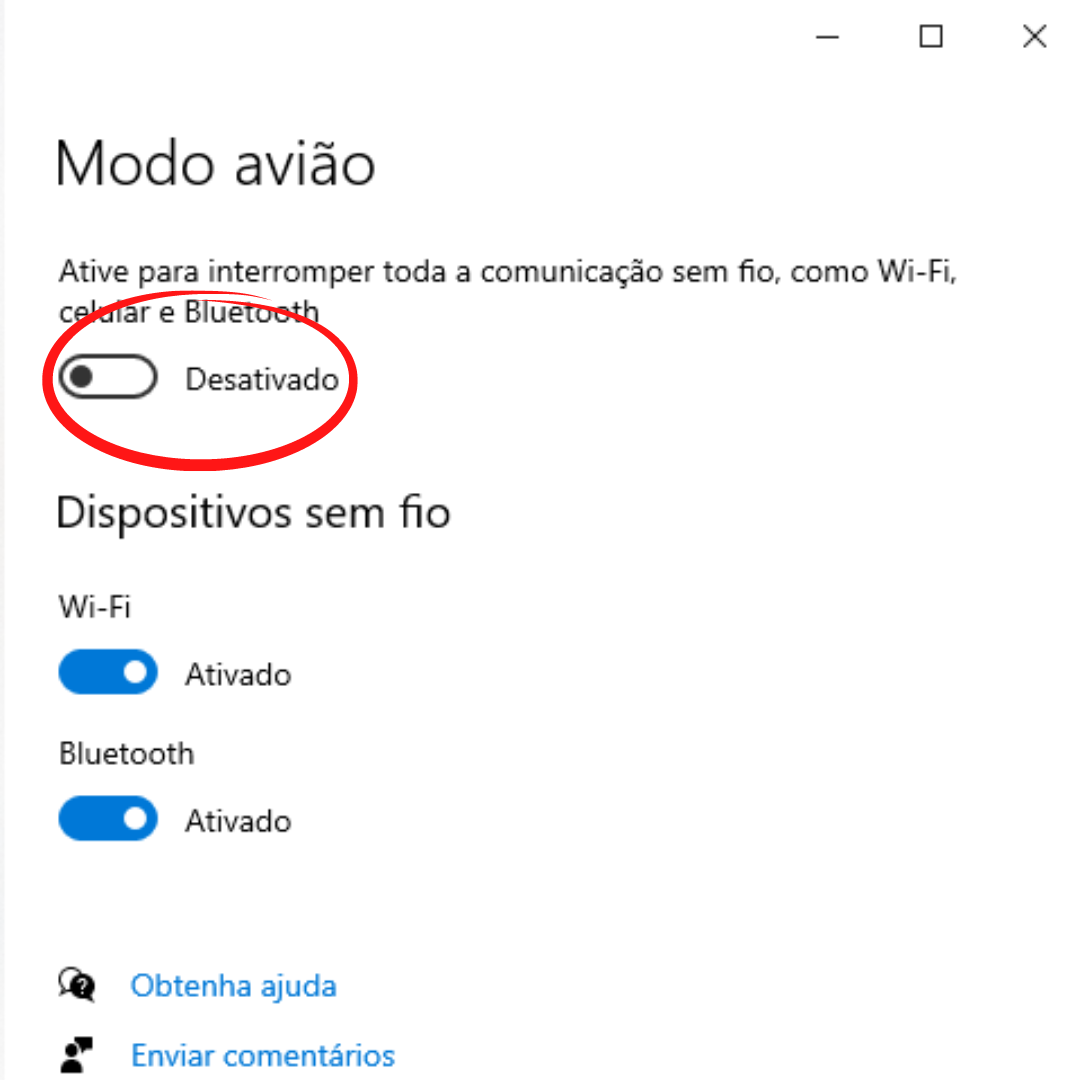 Modo avião
Ative para interromper toda a comunicação sem fio, como Wi-Fi,
celular e Bluetooth
Desativado
Dispositivos sem fio
Wi-Fi
Ativado
Bluetooth
Ativado
Obtenha ajuda
Enviar comentários